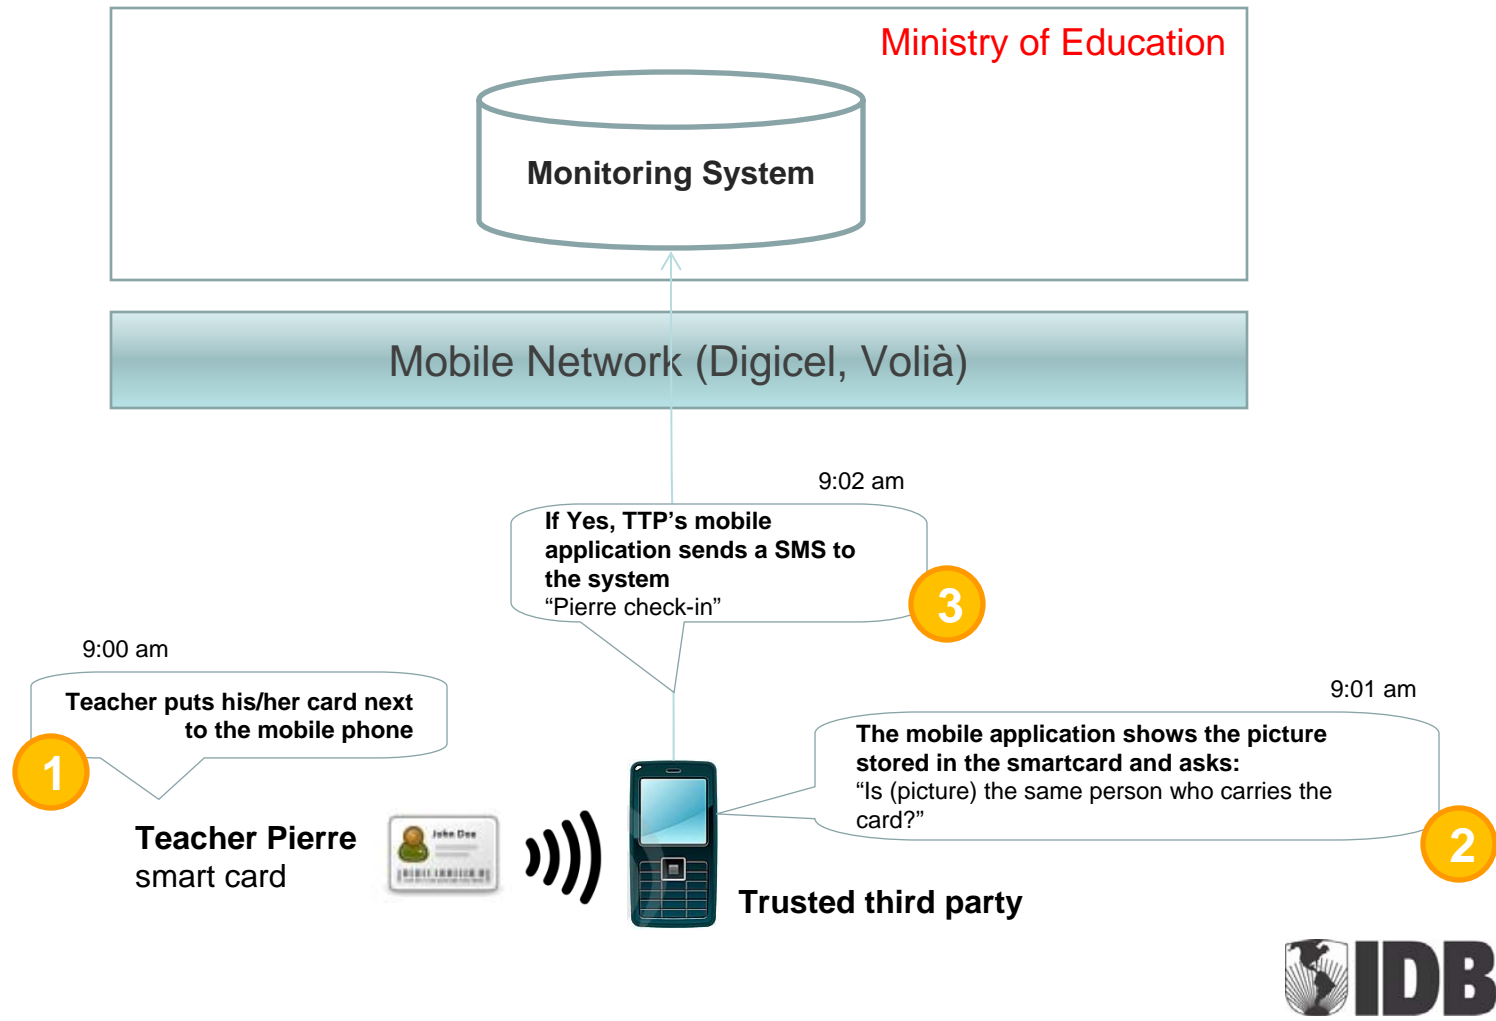 Ministry of Education
Monitoring System
Mobile Network (Digicel, Volià)
9:02 am
If Yes, TTP’s mobile
application sends a SMS to
the system
“Pierre check-in”
3
9:00 am
Teacher puts his/her card next
to the mobile phone
1
9:01 am
The mobile application shows the picture
stored in the smartcard and asks:
“Is (picture) the same person who carries the
card?”
2
Teacher Pierre
smart card
John Doe
Trusted third party
IDB